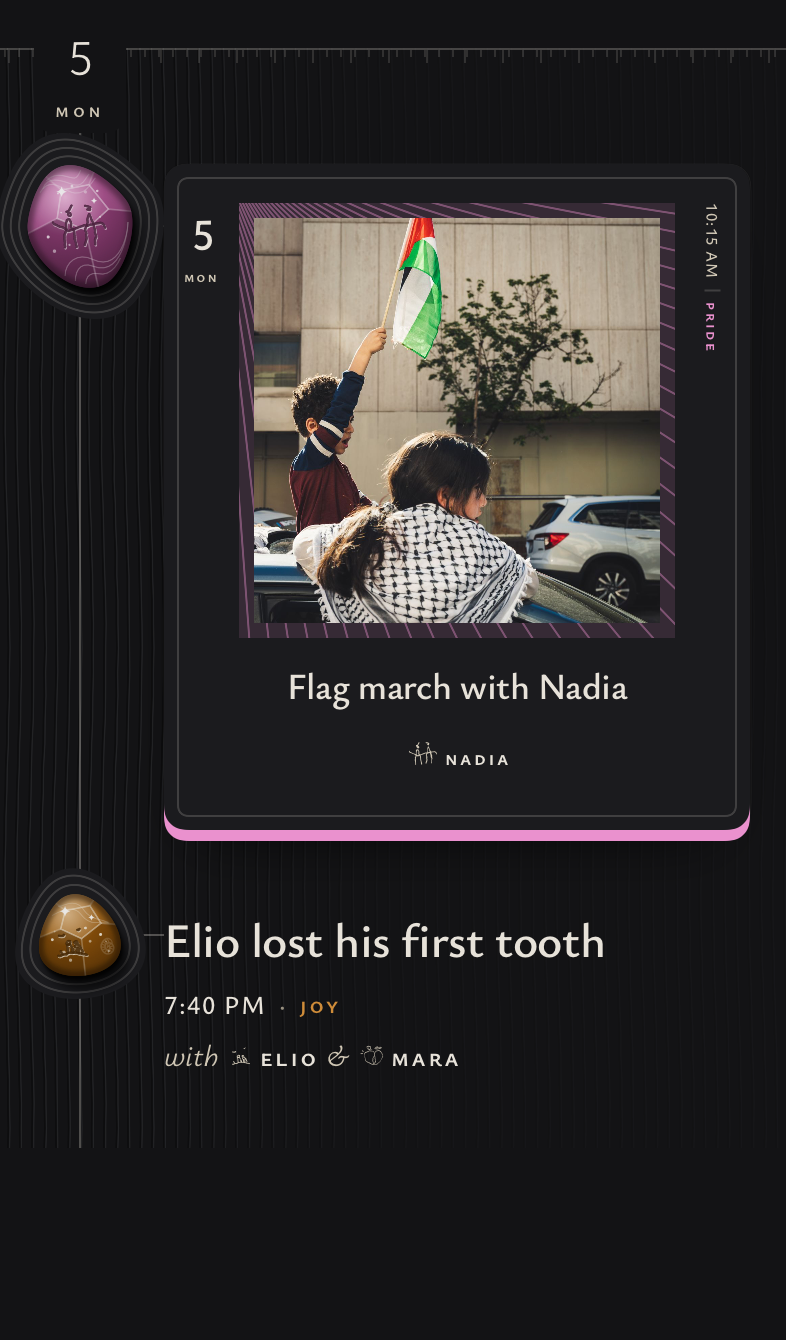 5
MON
5
MON
10:15 AM | PRIDE
Flag march with Nadia
NADIA
Elio lost his first tooth
7:40 PM · JOY
with ELIO & MARA